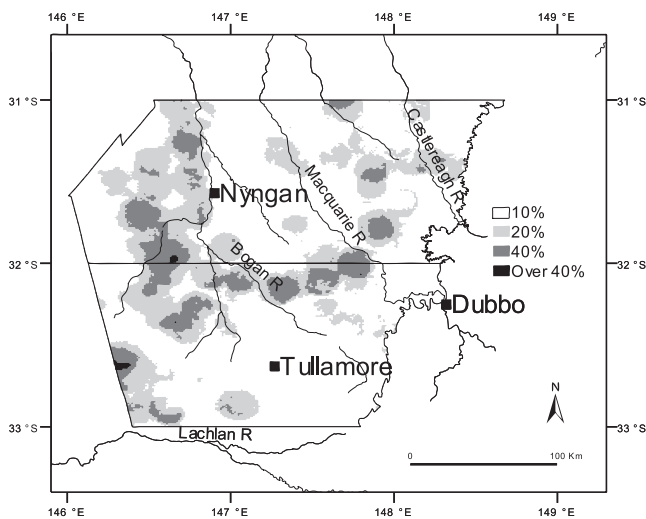 146 °E 147 °E 148 °E 149 °E
31 °S 31 °S
Castlereagh R
Macquarie R
Nyngan
10%
20%
40%
Over 40%
Bogan R
32 °S 32 °S
Dubbo
Tullamore
N
33 °S 33 °S
Lachlan R
0 100 Km
146 °E 147 °E 148 °E 149 °E